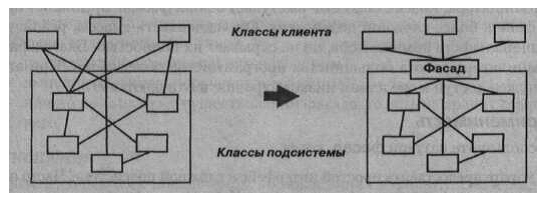 Классы клиента
Фасад
Классы подсистемы